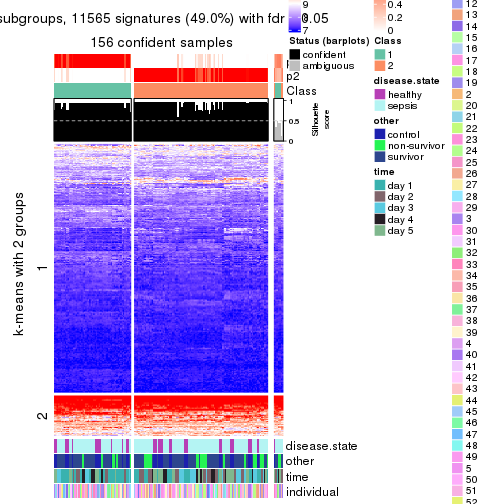 subgroups, 11565 signatures (49.0%) with fdr
9.05
156 confident samples
p2
Class
1
0.5
0
Silhouette
score
k-means with 2 groups
1
2
disease.state
other
time
individual
9
7
Status (barplots)
confident
ambiguous
0.4
0.2
0
Class
1
2
disease.state
healthy
sepsis
other
control
non-survivor
survivor
time
day 1
day 2
day 3
day 4
day 5
12
13
14
15
16
17
18
19
2
20
21
22
23
24
25
26
27
28
29
3
30
31
32
33
34
35
36
37
38
39
4
40
41
42
43
44
45
46
47
48
49
5
50
51